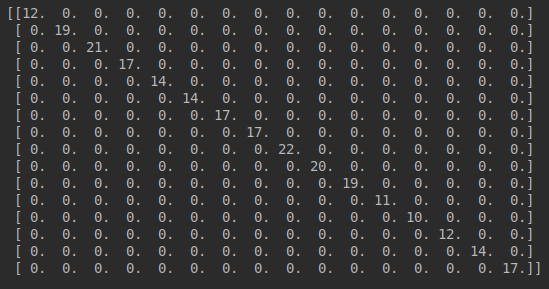 [[12. 0. 0. 0. 0. 0. 0. 0. 0. 0. 0. 0. 0. 0. 0. 0.]
[ 0. 19. 0. 0. 0. 0. 0. 0. 0. 0. 0. 0. 0. 0. 0. 0.]
[ 0. 0. 21. 0. 0. 0. 0. 0. 0. 0. 0. 0. 0. 0. 0. 0.]
[ 0. 0. 0. 17. 0. 0. 0. 0. 0. 0. 0. 0. 0. 0. 0. 0.]
[ 0. 0. 0. 0. 14. 0. 0. 0. 0. 0. 0. 0. 0. 0. 0. 0.]
[ 0. 0. 0. 0. 0. 14. 0. 0. 0. 0. 0. 0. 0. 0. 0. 0.]
[ 0. 0. 0. 0. 0. 0. 17. 0. 0. 0. 0. 0. 0. 0. 0. 0.]
[ 0. 0. 0. 0. 0. 0. 0. 17. 0. 0. 0. 0. 0. 0. 0. 0.]
[ 0. 0. 0. 0. 0. 0. 0. 0. 22. 0. 0. 0. 0. 0. 0. 0.]
[ 0. 0. 0. 0. 0. 0. 0. 0. 0. 20. 0. 0. 0. 0. 0. 0.]
[ 0. 0. 0. 0. 0. 0. 0. 0. 0. 0. 19. 0. 0. 0. 0. 0.]
[ 0. 0. 0. 0. 0. 0. 0. 0. 0. 0. 0. 11. 0. 0. 0. 0.]
[ 0. 0. 0. 0. 0. 0. 0. 0. 0. 0. 0. 0. 10. 0. 0. 0.]
[ 0. 0. 0. 0. 0. 0. 0. 0. 0. 0. 0. 0. 0. 12. 0. 0.]
[ 0. 0. 0. 0. 0. 0. 0. 0. 0. 0. 0. 0. 0. 0. 14. 0.]
[ 0. 0. 0. 0. 0. 0. 0. 0. 0. 0. 0. 0. 0. 0. 0. 17.]]